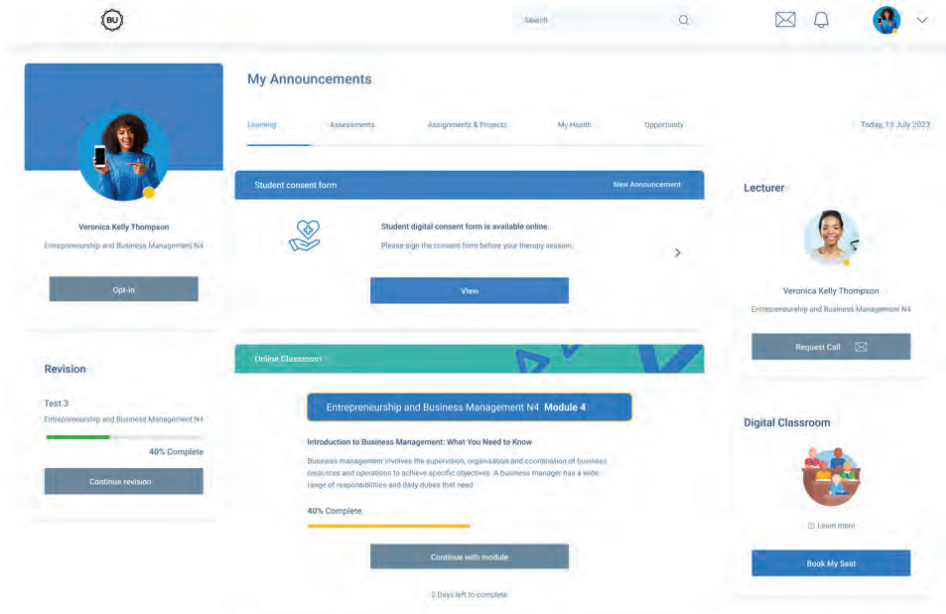 BU
Search
My Announcements
Learning
Assessments
Assignments & Projects
My Health
Opportunity
Today, 13 July 2023
Veronica Kelly Thompson
Entrepreneurship and Business Management N4
Opt-in
Student consent form
New Announcement
Student digital consent form is available online.
Please sign the consent form before your therapy session.
View
Lecturer
Veronica Kelly Thompson
Entrepreneurship and Business Management N4
Request Call
Revision
Test 3
Entrepreneurship and Business Management N4
40% Complete
Continue revision
Online Classroom
Entrepreneurship and Business Management N4 Module 4
Introduction to Business Management: What You Need to Know
Business management involves the supervision, organisation and coordination of business
resources and operations to achieve specific objectives. A business manager has a wide
range of responsibilities and daily duties that need
40% Complete
Continue with module
2 Days left to complete
Digital Classroom
Learn more
Book My Seat